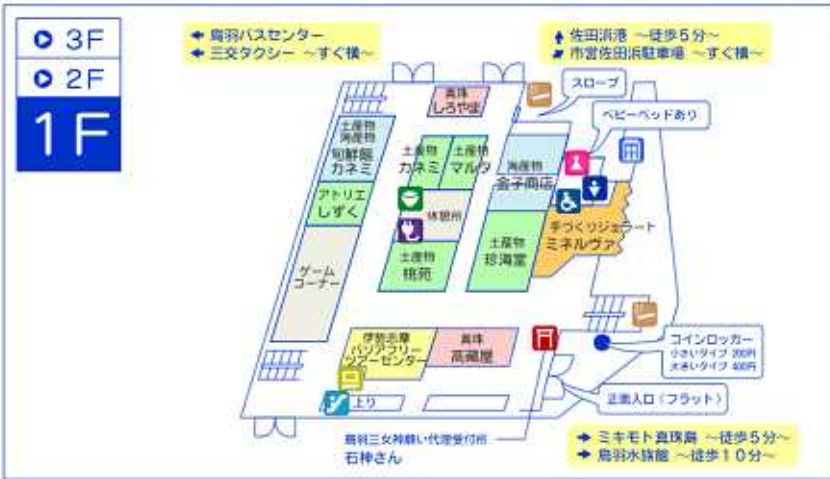 3F
2F
1F
鳥羽バスセンター
三交タクシー ～すぐ横～
佐田浜港 ～徒歩5分～
市営佐田浜駐車場 ～すぐ横～
スロープ
ベビーベッドあり
真珠
しろやま
土産物
海産物
旬鮮館
カネミ
土産物
カネミ
土産物
マルタ
海産物
金子商店
アトリエ
しずく
休憩所
手づくりジェラート
ミネルヴァ
土産物
珍海堂
土産物
桃苑
ゲーム
コーナー
伊勢志摩
バリアフリー
ツアーセンター
真珠
高蔵屋
コインロッカー
小さいタイプ 200円
大きいタイプ 400円
上り
正面入口（フラット）
鳥羽三女神願い代理受付所
石神さん
ミキモト真珠島 ～徒歩5分～
鳥羽水族館 ～徒歩10分～